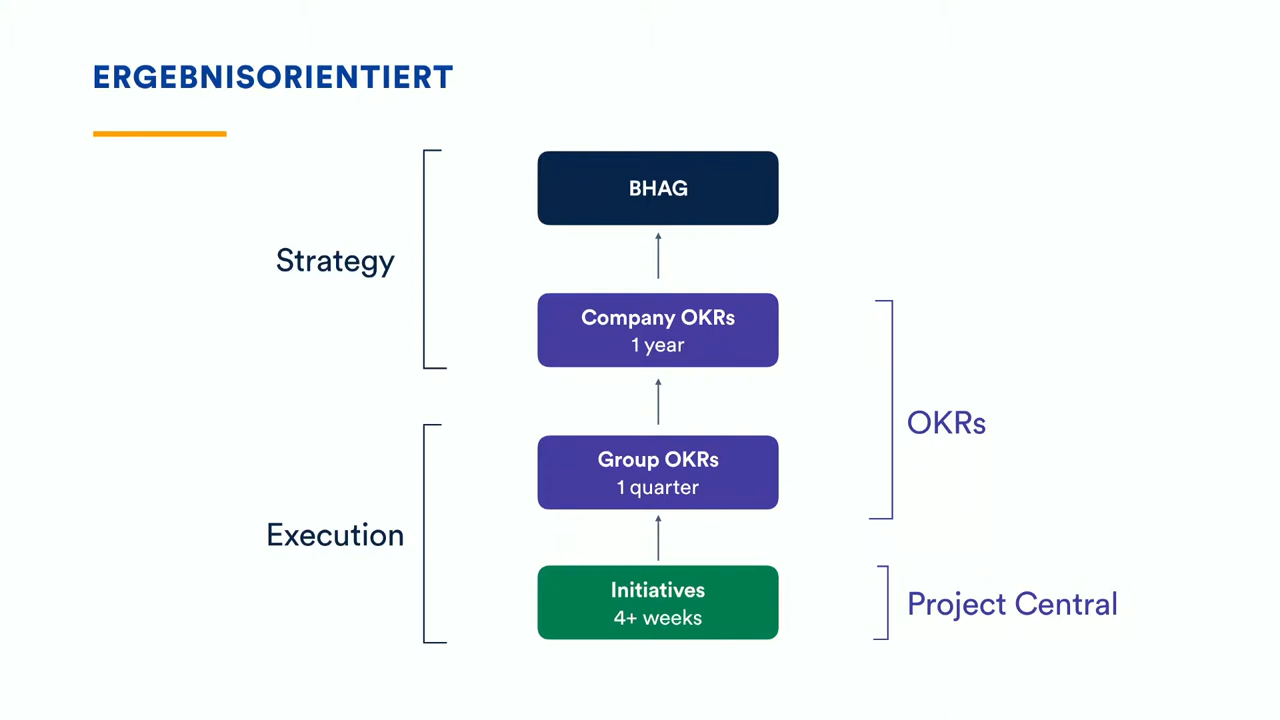 ERGEBNISORIENTIERT
BHAG
Strategy
Company OKRs
1 year
OKRs
Group OKRs
1 quarter
Execution
Initiatives
4+ weeks
Project Central